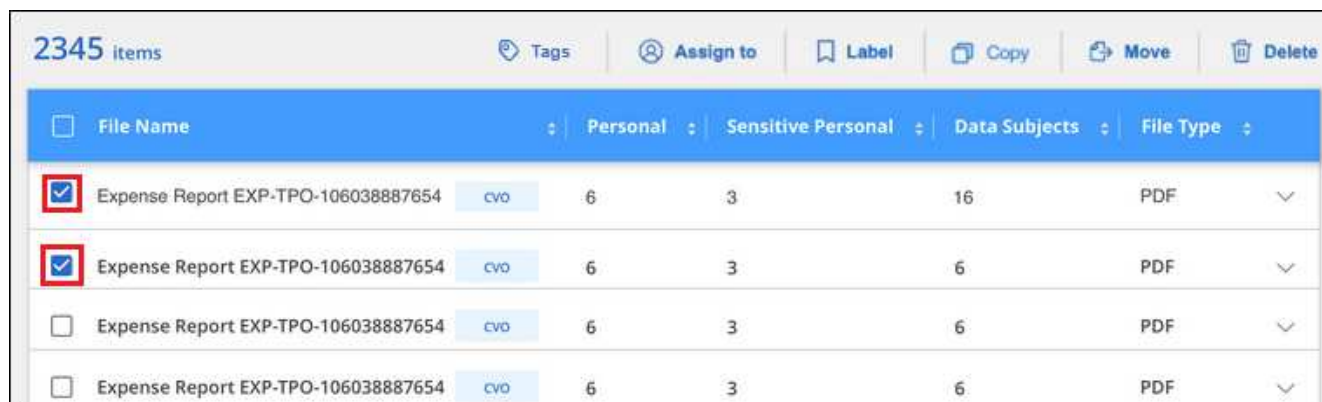 2345 items Tags Assign to Label Copy Move Delete
File Name Personal Sensitive Personal Data Subjects File Type
Expense Report EXP-TPO-106038887654 CVO 6 3 16 PDF
Expense Report EXP-TPO-106038887654 CVO 6 3 6 PDF
Expense Report EXP-TPO-106038887654 CVO 6 3 6 PDF
Expense Report EXP-TPO-106038887654 CVO 6 3 6 PDF